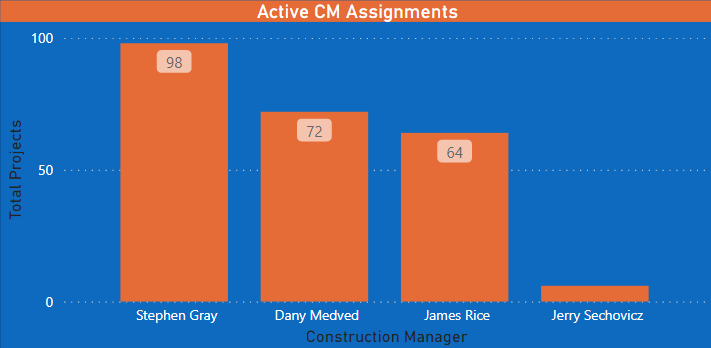 Active CM Assignments
100
98
72
64
50
0
Total Projects
Stephen Gray Dany Medved James Rice Jerry Sechovicz
Construction Manager